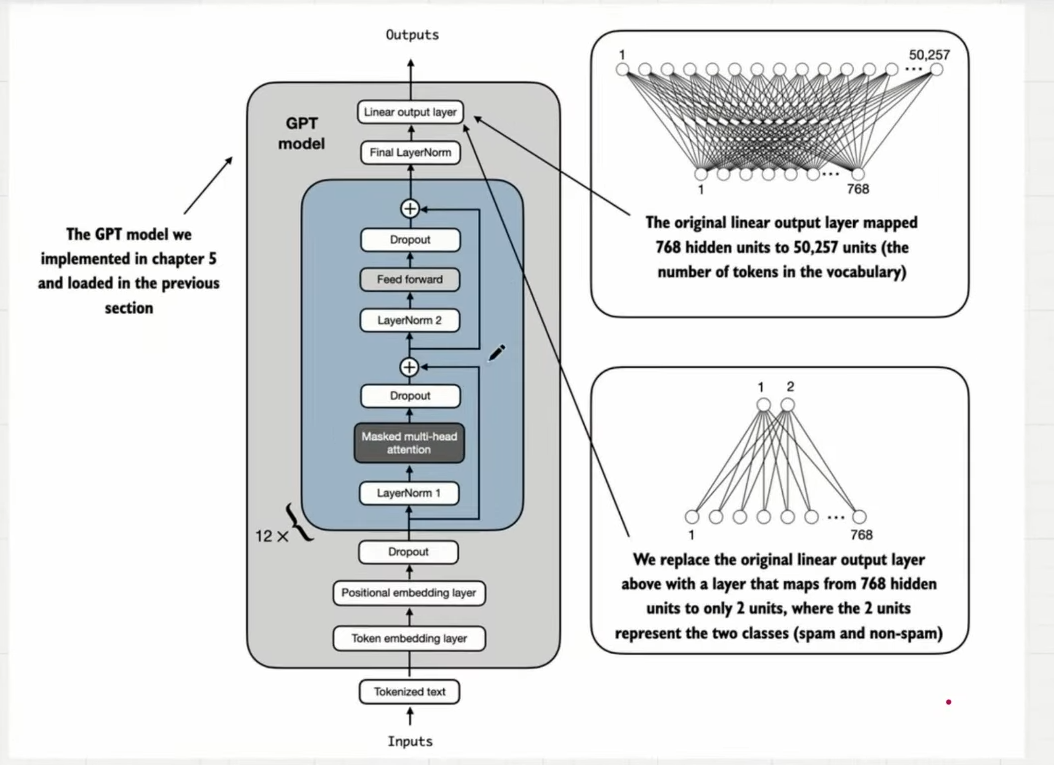 Outputs
GPT
model
Linear output layer
Final LayerNorm
Dropout
Feed forward
LayerNorm 2
Dropout
Masked multi-head
attention
LayerNorm 1
12 ×
Dropout
Positional embedding layer
Token embedding layer
Tokenized text
Inputs
The GPT model we
implemented in chapter 5
and loaded in the previous
section
1
50,257
...
...
1
768
The original linear output layer mapped
768 hidden units to 50,257 units (the
number of tokens in the vocabulary)
1 2
...
1
768
We replace the original linear output layer
above with a layer that maps from 768 hidden
units to only 2 units, where the 2 units
represent the two classes (spam and non-spam)